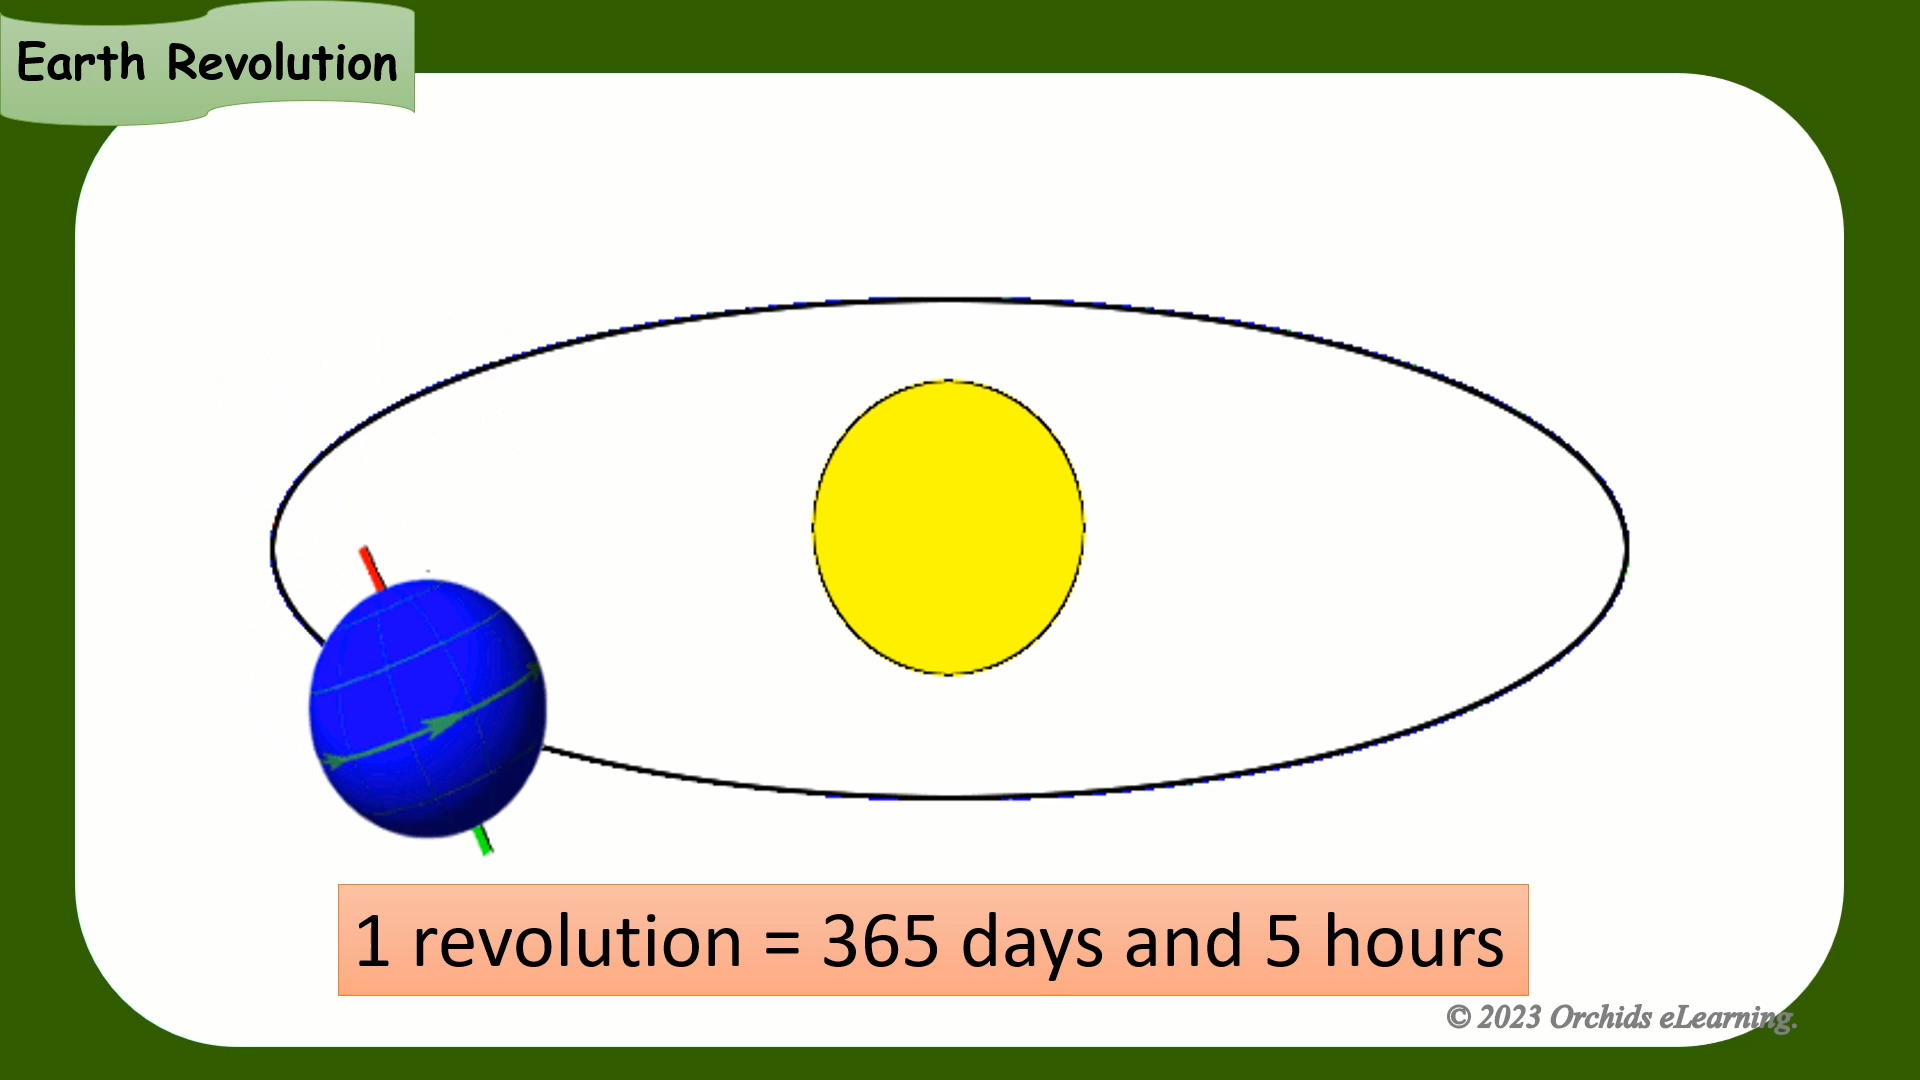 Earth Revolution
1 revolution = 365 days and 5 hours
© 2023 Orchids eLearning.